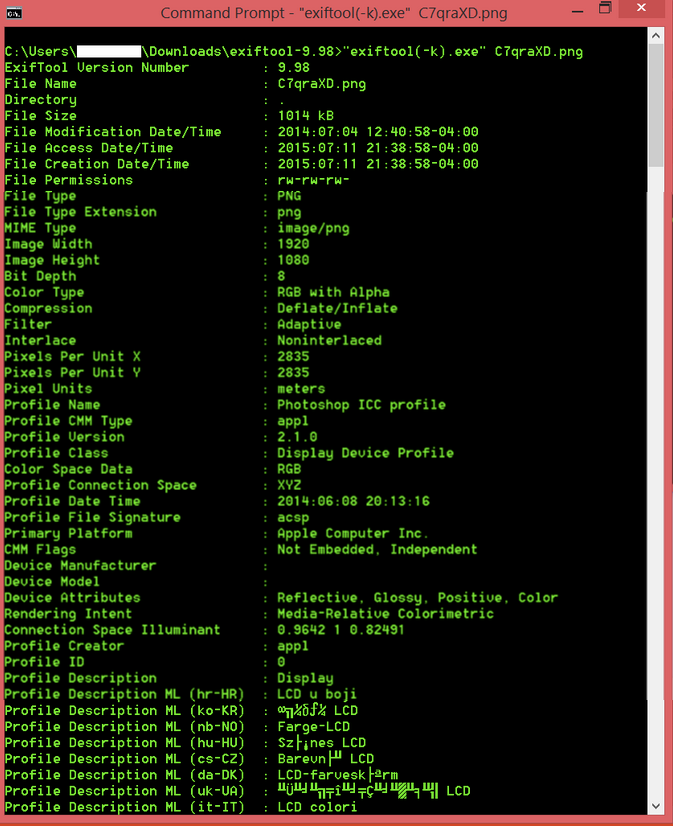 Command Prompt - "exiftool(-k).exe"  C7qraXD.png
C:\Users\ \Downloads\exiftool-9.98>"exiftool(-k).exe" C7qraXD.png
ExifTool Version Number : 9.98
File Name : C7qraXD.png
Directory : .
File Size : 1014 kB
File Modification Date/Time : 2014:07:04 12:40:58-04:00
File Access Date/Time : 2015:07:11 21:38:58-04:00
File Creation Date/Time : 2015:07:11 21:38:58-04:00
File Permissions : rw-rw-rw-
File Type : PNG
File Type Extension : png
MIME Type : image/png
Image Width : 1920
Image Height : 1080
Bit Depth : 8
Color Type : RGB with Alpha
Compression : Deflate/Inflate
Filter : Adaptive
Interlace : Noninterlaced
Pixels Per Unit X : 2835
Pixels Per Unit Y : 2835
Pixel Units : meters
Profile Name : Photoshop ICC profile
Profile CMM Type : appl
Profile Version : 2.1.0
Profile Class : Display Device Profile
Color Space Data : RGB
Profile Connection Space : XYZ
Profile Date Time : 2014:06:08 20:13:16
Profile File Signature : acsp
Primary Platform : Apple Computer Inc.
CMM Flags : Not Embedded, Independent
Device Manufacturer :
Device Model :
Device Attributes : Reflective, Glossy, Positive, Color
Rendering Intent : Media-Relative Colorimetric
Connection Space Illuminant : 0.9642 1 0.82491
Profile Creator : appl
Profile ID : 0
Profile Description : Display
Profile Description ML (hr-HR) : LCD u boji
Profile Description ML (ko-KR) : LCD
Profile Description ML (nb-NO) : Farge-LCD
Profile Description ML (hu-HU) : Sz├¡nes LCD
Profile Description ML (cs-CZ) : LCD
Profile Description ML (da-DK) : LCD-farvesk├ªrm
Profile Description ML (uk-UA) : LCD
Profile Description ML (it-IT) : LCD colori